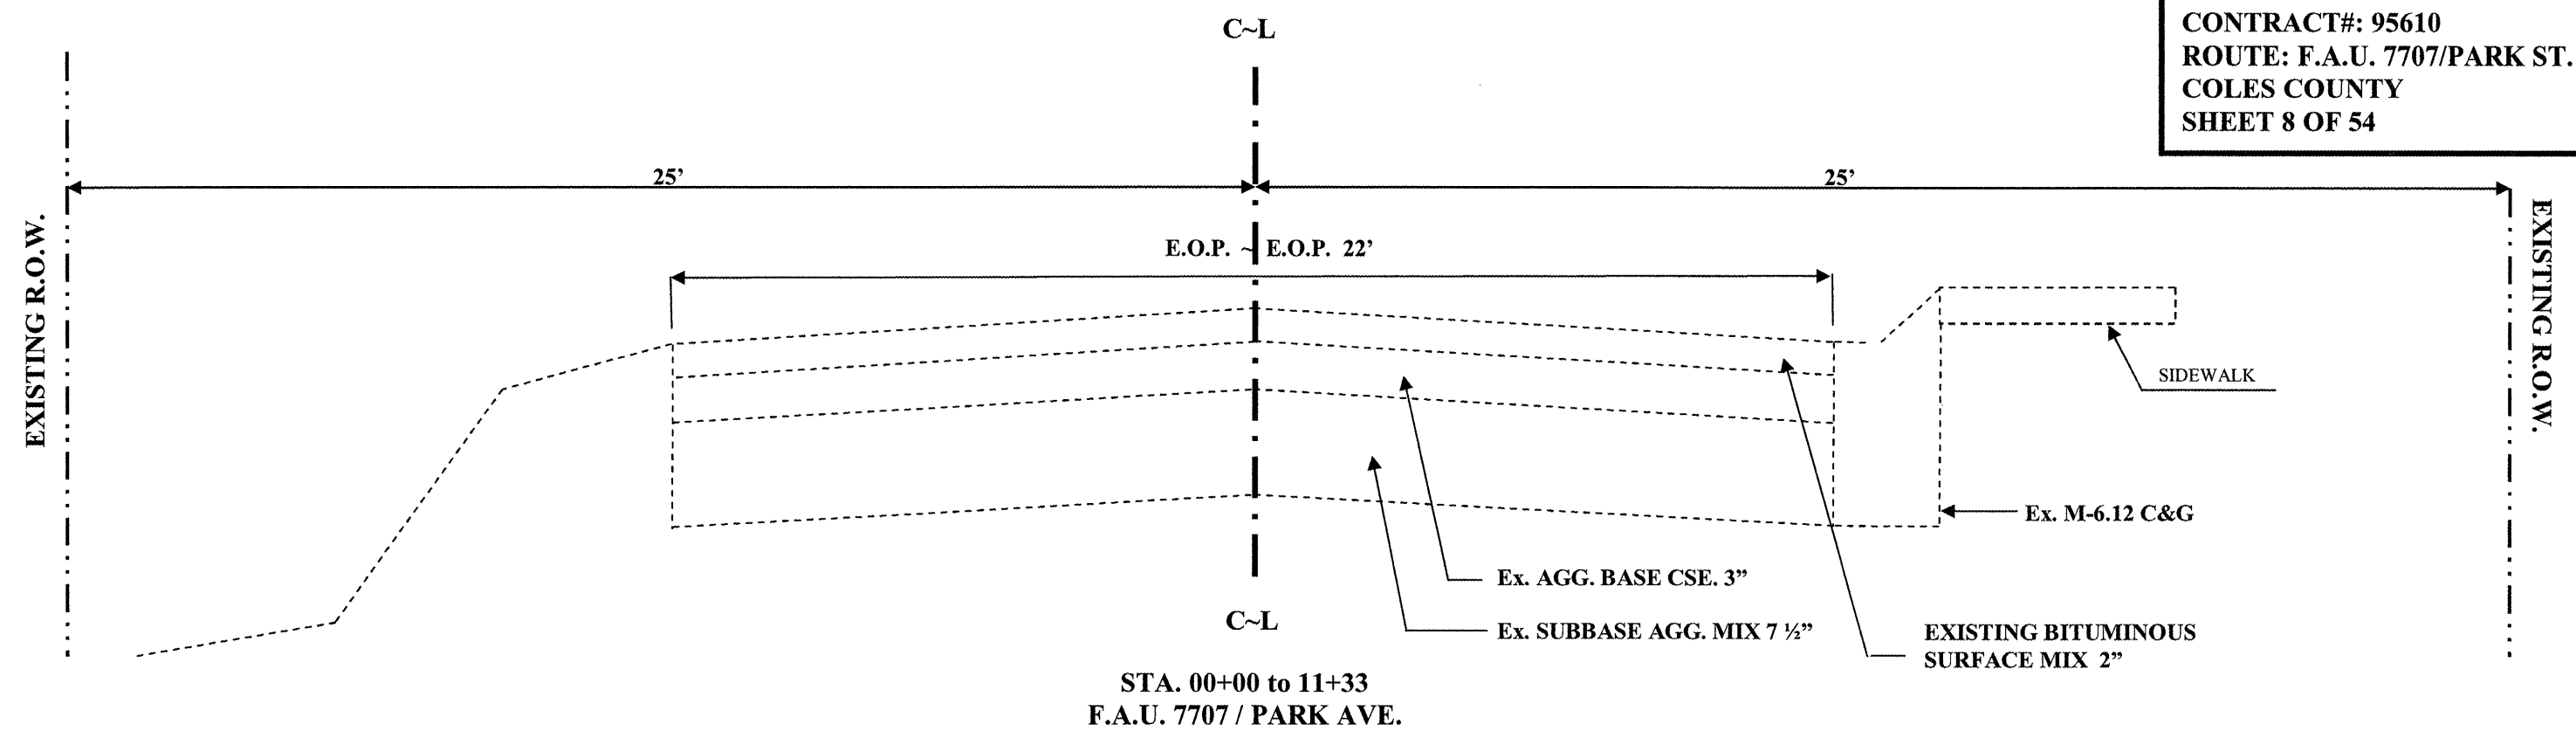 CONTRACT#: 95610
ROUTE: F.A.U. 7707/PARK ST.
COLES COUNTY
SHEET 8 OF 54
C~L
25’
25’
EXISTING R.O.W.
EXISTING R.O.W.
E.O.P. ~ E.O.P. 22’
SIDEWALK
Ex. M-6.12 C&G
Ex. AGG. BASE CSE. 3”
Ex. SUBBASE AGG. MIX 7 ½”
EXISTING BITUMINOUS
SURFACE MIX 2”
C~L
STA. 00+00 to 11+33
F.A.U. 7707 / PARK AVE.